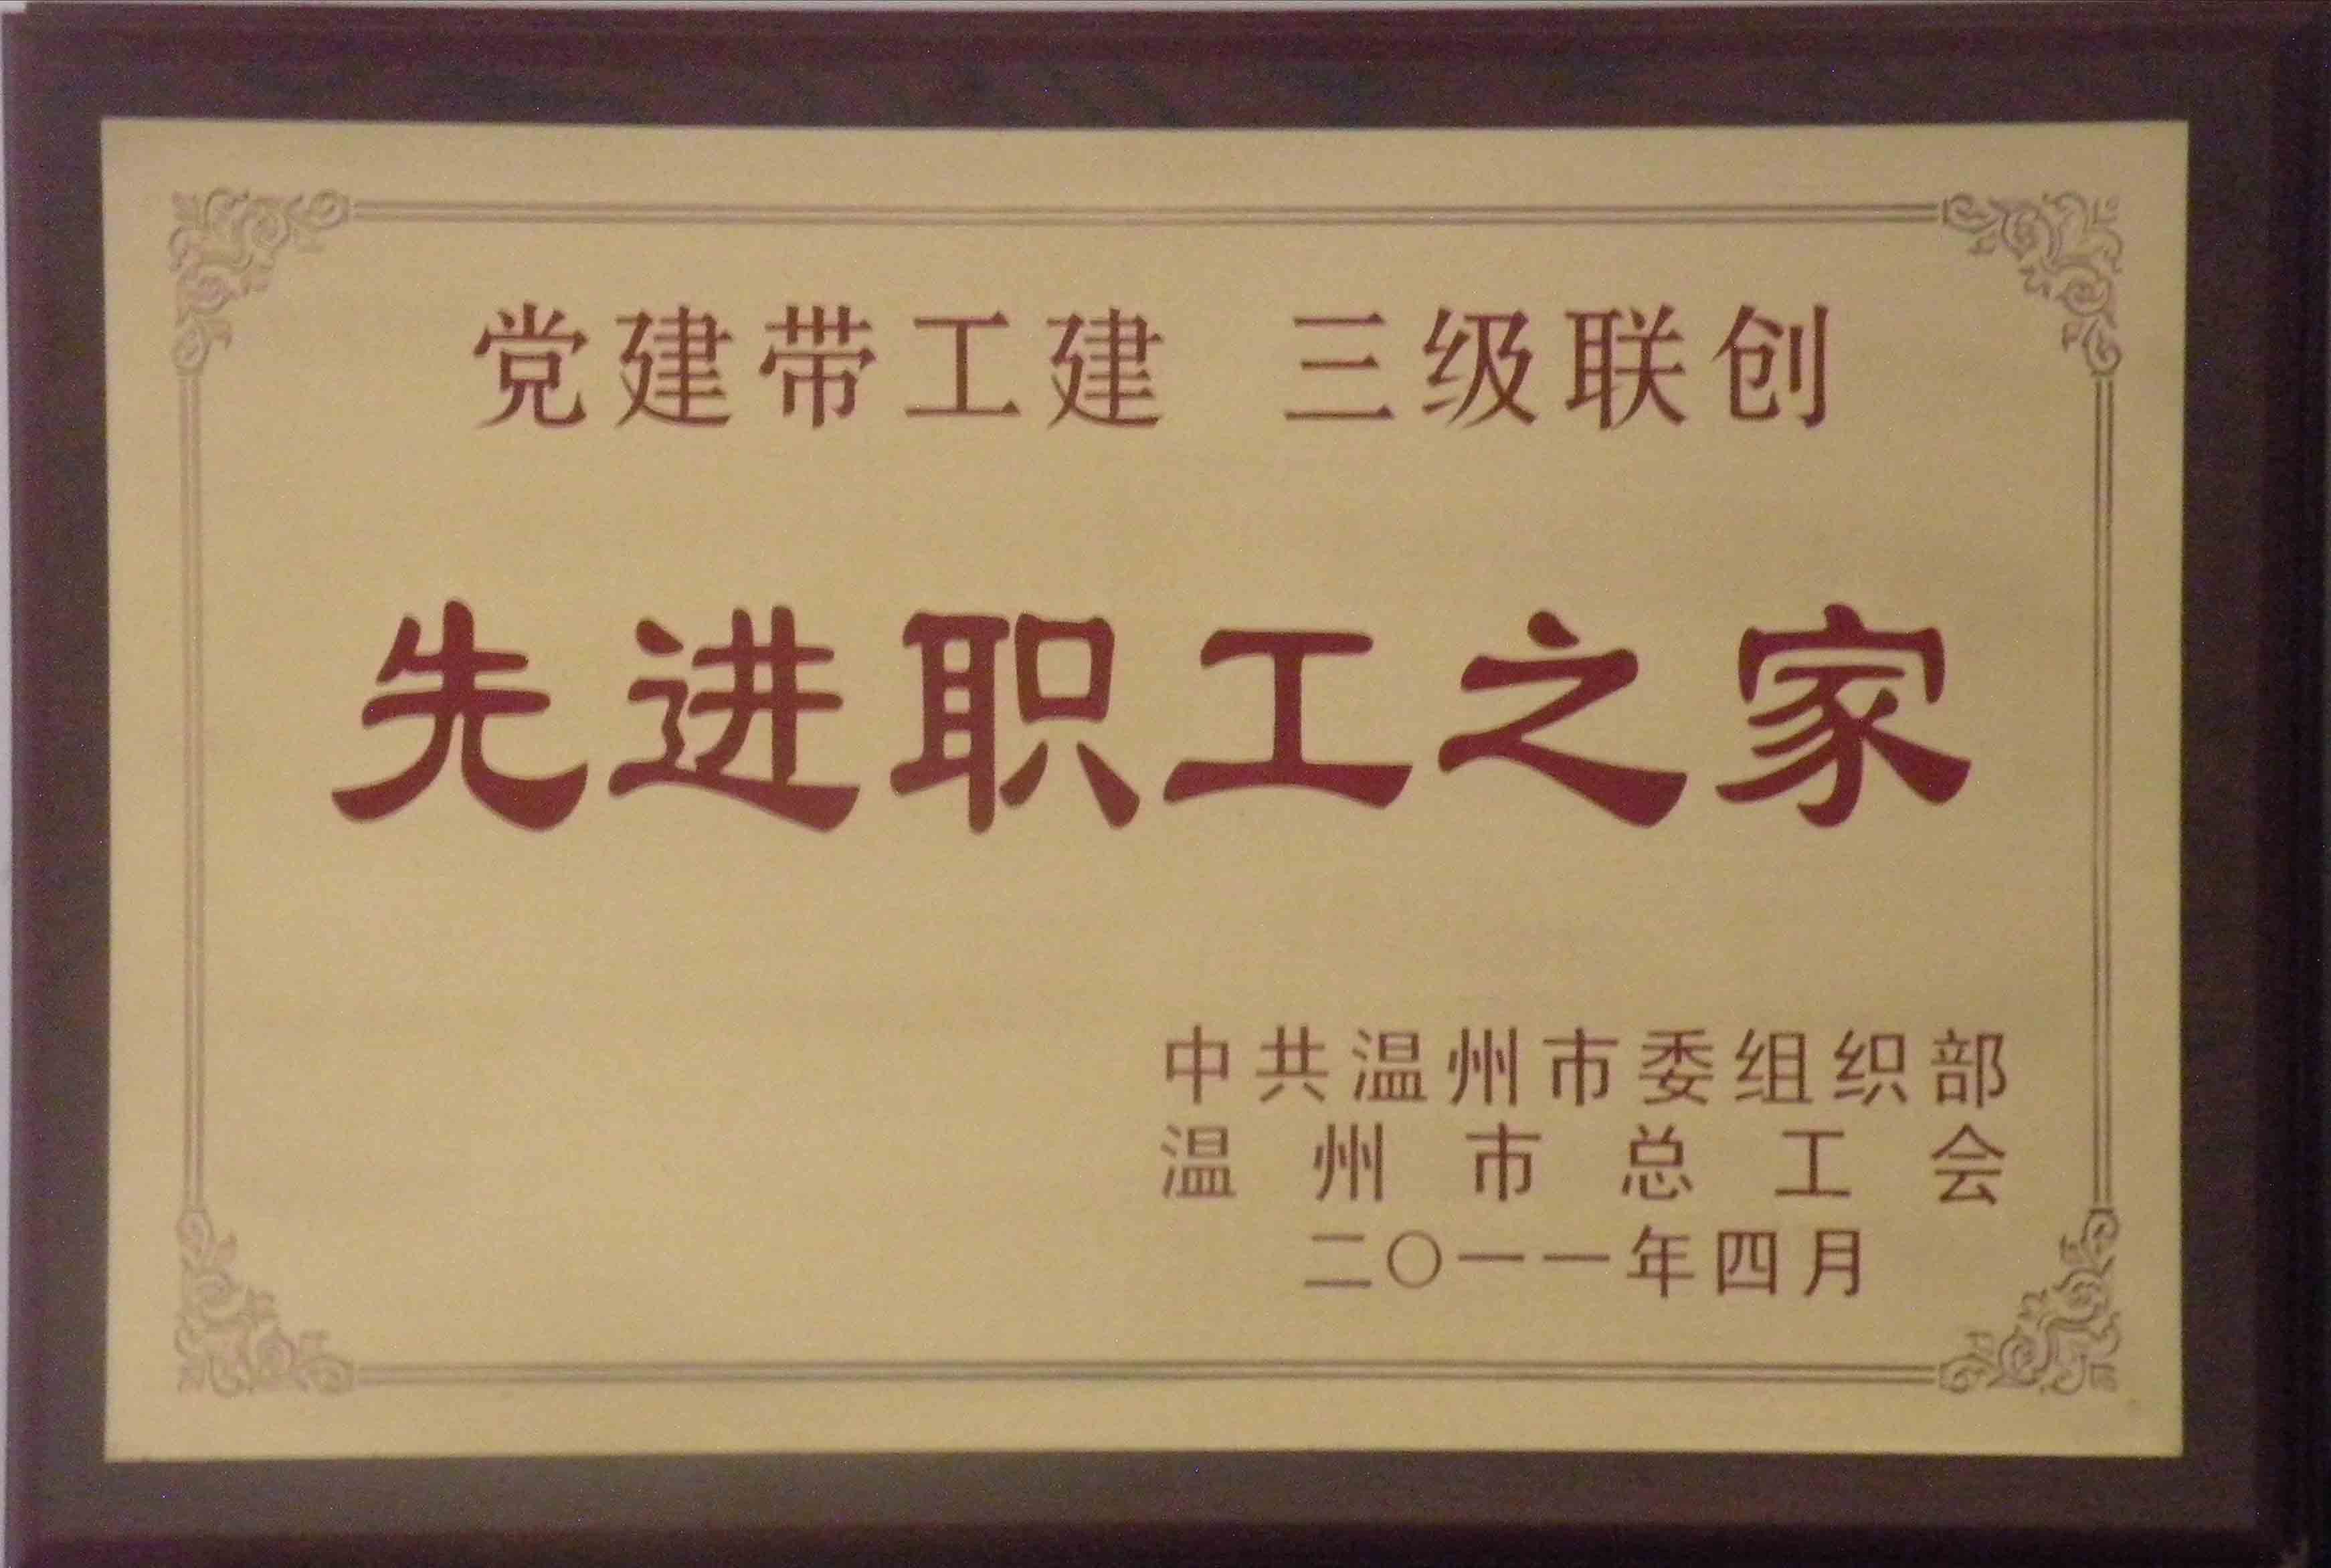 党建带工建 三级联创
先进职工之家
中共温州市委组织部
温州市总工会
二〇一一年四月